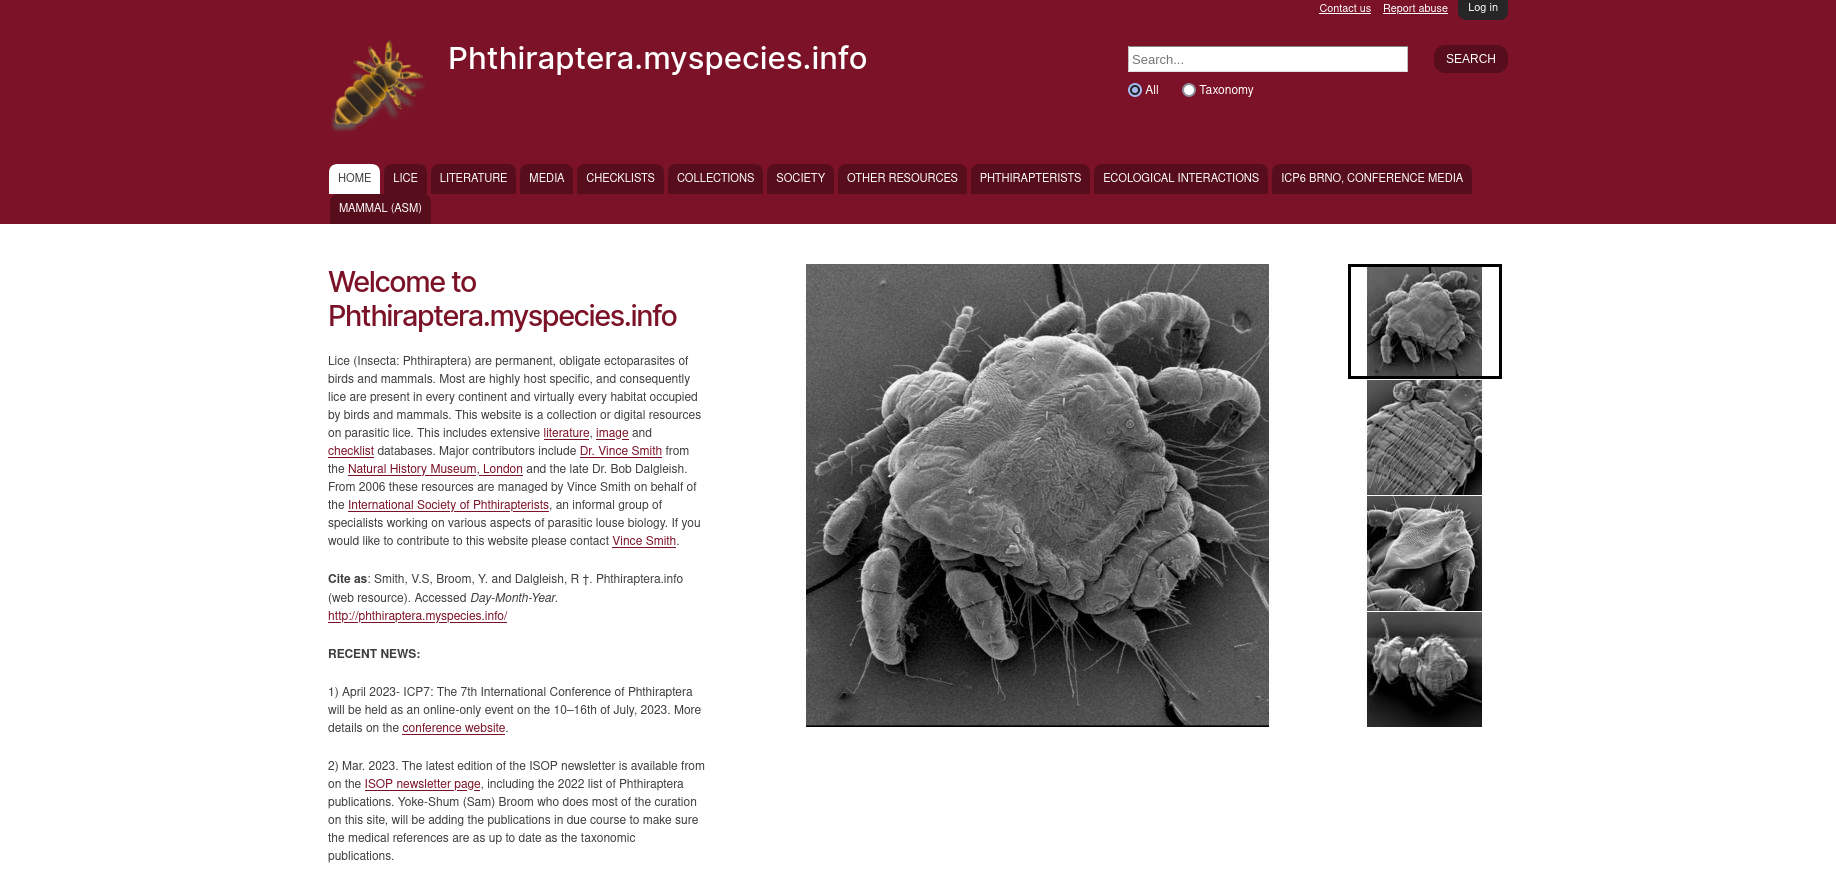 Contact us Report abuse Log in
Phthiraptera.myspecies.info
Search... SEARCH
All Taxonomy
HOME LICE LITERATURE MEDIA CHECKLISTS COLLECTIONS SOCIETY OTHER RESOURCES PHTHIRAPTERISTS ECOLOGICAL INTERACTIONS ICP6 BRNO, CONFERENCE MEDIA
MAMMAL (ASM)
Welcome to
Phthiraptera.myspecies.info
Lice (Insecta: Phthiraptera) are permanent, obligate ectoparasites of
birds and mammals. Most are highly host specific, and consequently
lice are present in every continent and virtually every habitat occupied
by birds and mammals. This website is a collection or digital resources
on parasitic lice. This includes extensive literature, image and
checklist databases. Major contributors include Dr. Vince Smith from
the Natural History Museum, London and the late Dr. Bob Dalgleish.
From 2006 these resources are managed by Vince Smith on behalf of
the International Society of Phthirapterists, an informal group of
specialists working on various aspects of parasitic louse biology. If you
would like to contribute to this website please contact Vince Smith.
Cite as: Smith, V.S, Broom, Y. and Dalgleish, R †. Phthiraptera.info
(web resource). Accessed Day-Month-Year.
http://phthiraptera.myspecies.info/
RECENT NEWS:
1) April 2023- ICP7: The 7th International Conference of Phthiraptera
will be held as an online-only event on the 10–16th of July, 2023. More
details on the conference website.
2) Mar. 2023. The latest edition of the ISOP newsletter is available from
on the ISOP newsletter page, including the 2022 list of Phthiraptera
publications. Yoke-Shum (Sam) Broom who does most of the curation
on this site, will be adding the publications in due course to make sure
the medical references are as up to date as the taxonomic
publications.